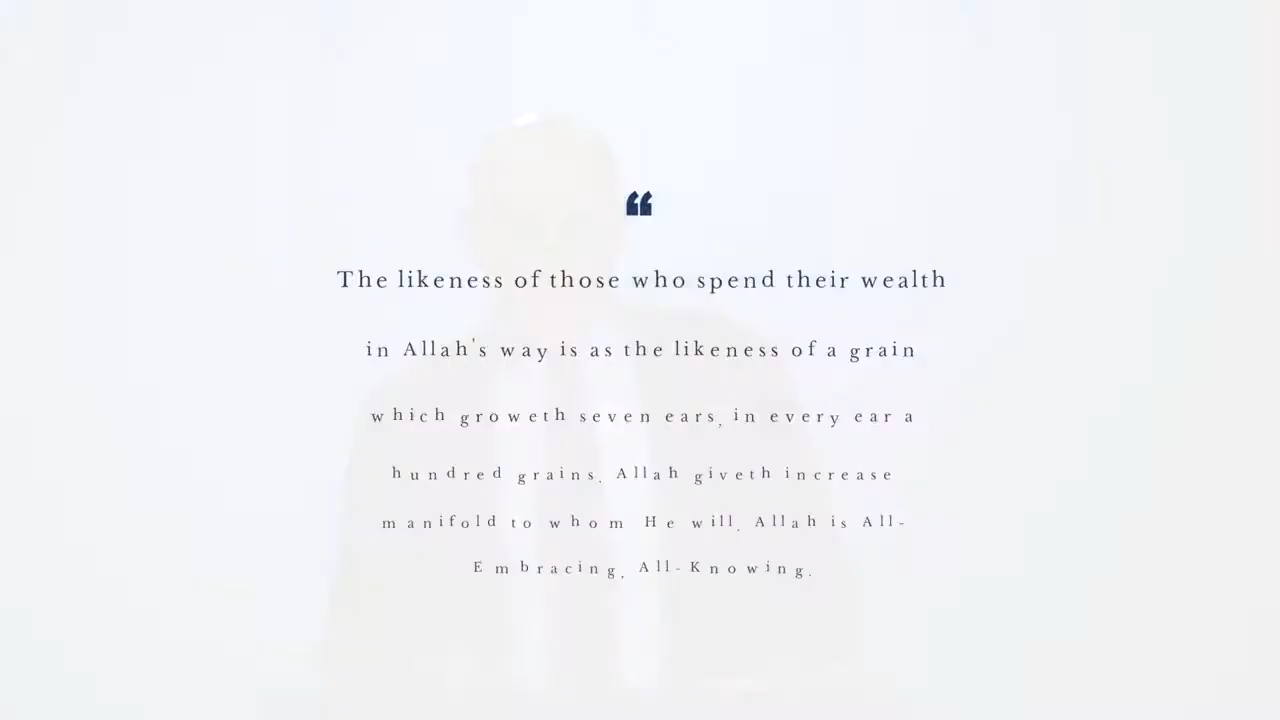 ❝
The likeness of those who spend their wealth
in Allah's way is as the likeness of a grain
which groweth seven ears, in every ear a
hundred grains. Allah giveth increase
manifold to whom He will. Allah is All-
Embracing, All-Knowing.